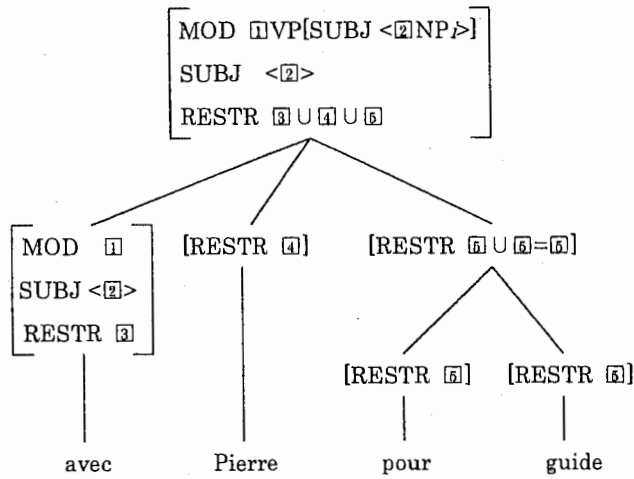 MOD 1VP[SUBJ <2NPi>]
SUBJ <2>
RESTR 3 ∪ 4 ∪ 5
MOD 1
SUBJ <2>
RESTR 3
[RESTR 4]
[RESTR 5 ∪ 5=5]
[RESTR 5] [RESTR 5]
avec Pierre pour guide